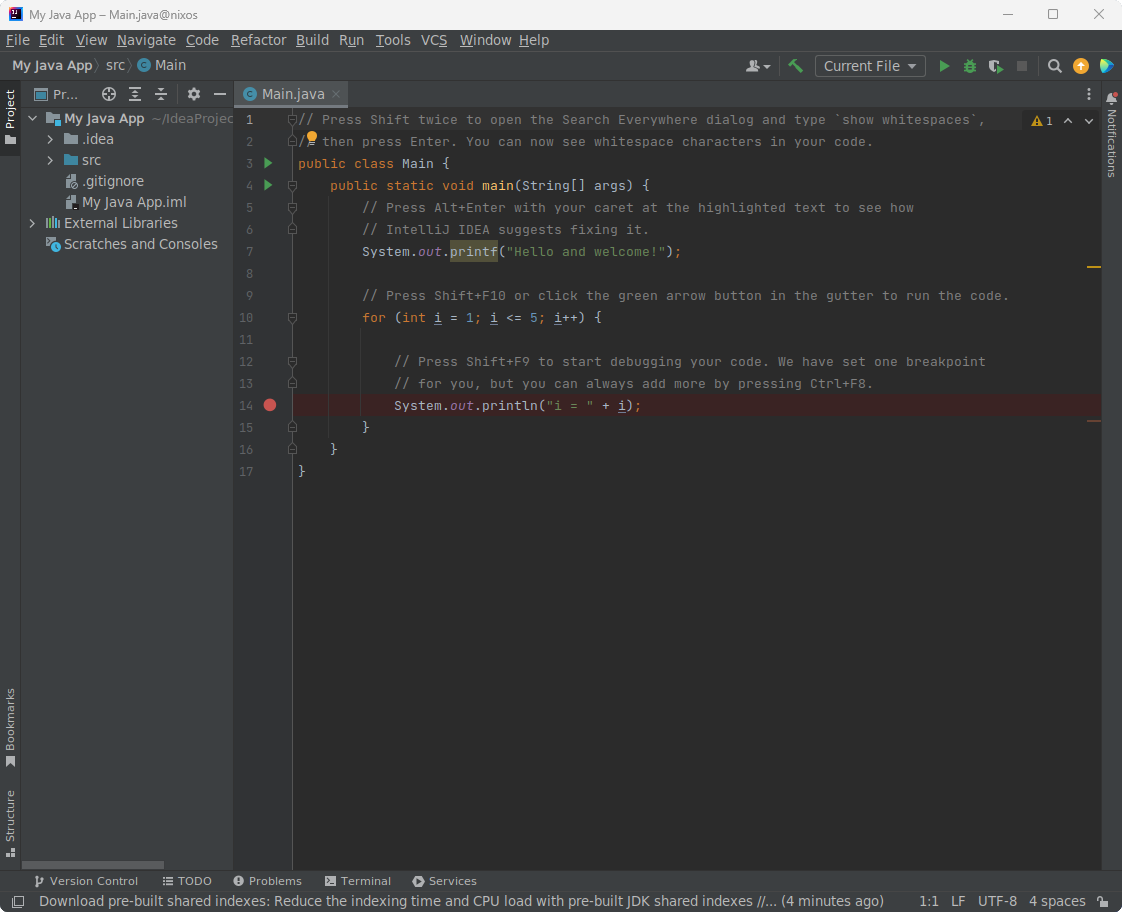 My Java App – Main.java@nixos
File Edit View Navigate Code Refactor Build Run Tools VCS Window Help
My Java App src Main
Current File
Project
Pr...
Main.java
My Java App ~/IdeaProjec
.idea
src
.gitignore
My Java App.iml
External Libraries
Scratches and Consoles
1 // Press Shift twice to open the Search Everywhere dialog and type `show whitespaces`,
1
2 / then press Enter. You can now see whitespace characters in your code.
3 public class Main {
4 public static void main(String[] args) {
5 // Press Alt+Enter with your caret at the highlighted text to see how
6 // IntelliJ IDEA suggests fixing it.
7 System.out.printf("Hello and welcome!");
8
9 // Press Shift+F10 or click the green arrow button in the gutter to run the code.
10 for (int i = 1; i <= 5; i++) {
11
12 // Press Shift+F9 to start debugging your code. We have set one breakpoint
13 // for you, but you can always add more by pressing Ctrl+F8.
14 System.out.println("i = " + i);
15 }
16 }
17 }
Notifications
Bookmarks
Structure
Version Control TODO Problems Terminal Services
Download pre-built shared indexes: Reduce the indexing time and CPU load with pre-built JDK shared indexes //... (4 minutes ago) 1:1 LF UTF-8 4 spaces